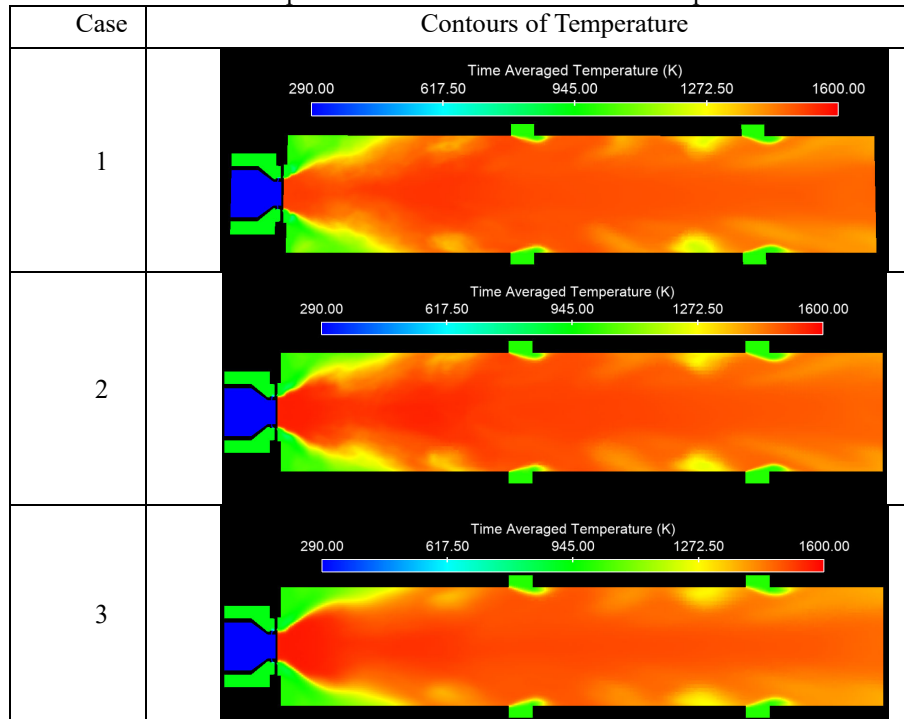 Case Contours of Temperature
1
Time Averaged Temperature (K)
290.00 617.50 945.00 1272.50 1600.00
2
Time Averaged Temperature (K)
290.00 617.50 945.00 1272.50 1600.00
3
Time Averaged Temperature (K)
290.00 617.50 945.00 1272.50 1600.00